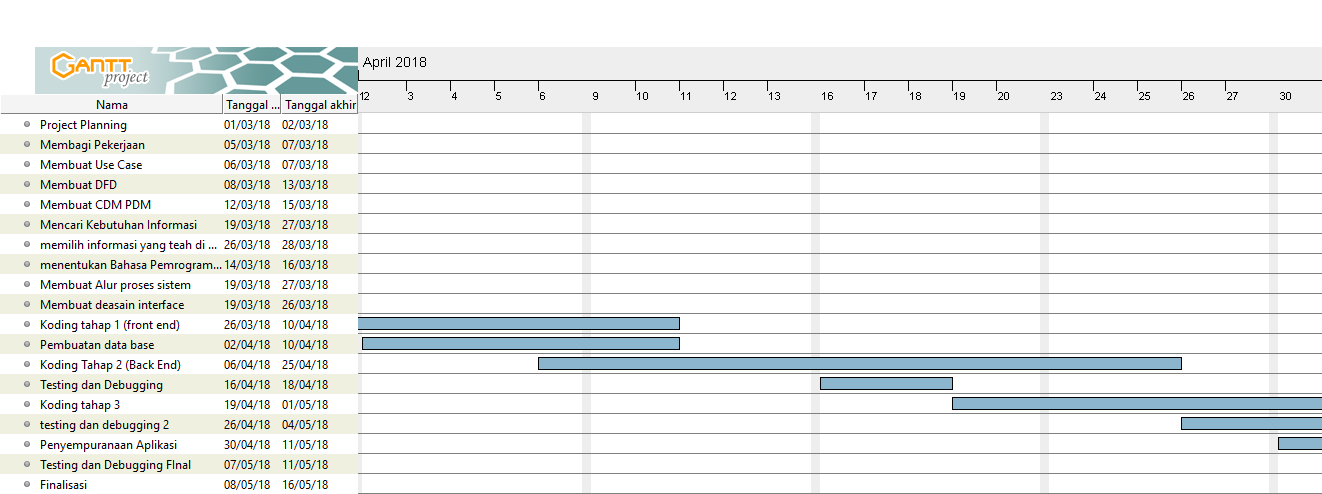 GANTT
project
April 2018
12 3 4 5 6 9 10 11 12 13 16 17 18 19 20 23 24 25 26 27 30
Nama Tanggal ... Tanggal akhir
Project Planning 01/03/18 02/03/18
Membagi Pekerjaan 05/03/18 07/03/18
Membuat Use Case 06/03/18 07/03/18
Membuat DFD 08/03/18 13/03/18
Membuat CDM PDM 12/03/18 15/03/18
Mencari Kebutuhan Informasi 19/03/18 27/03/18
memilih informasi yang teah di ... 26/03/18 28/03/18
menentukan Bahasa Pemrogram... 14/03/18 16/03/18
Membuat Alur proses sistem 19/03/18 27/03/18
Membuat deasain interface 19/03/18 26/03/18
Koding tahap 1 (front end) 26/03/18 10/04/18
Pembuatan data base 02/04/18 10/04/18
Koding Tahap 2 (Back End) 06/04/18 25/04/18
Testing dan Debugging 16/04/18 18/04/18
Koding tahap 3 19/04/18 01/05/18
testing dan debugging 2 26/04/18 04/05/18
Penyempuranaan Aplikasi 30/04/18 11/05/18
Testing dan Debugging FInal 07/05/18 11/05/18
Finalisasi 08/05/18 16/05/18